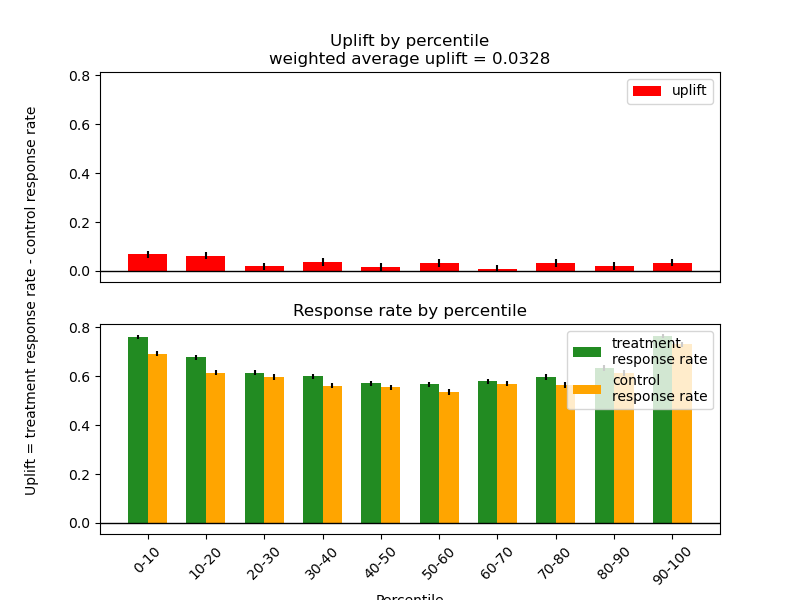 Uplift by percentile
weighted average uplift = 0.0328
Uplift = treatment response rate - control response rate
0.8
0.6
0.4
0.2
0.0
uplift
Response rate by percentile
0.8
0.6
0.4
0.2
0.0
treatment
response rate
control
response rate
0-10
10-20
20-30
30-40
40-50
50-60
60-70
70-80
80-90
90-100
Percentile